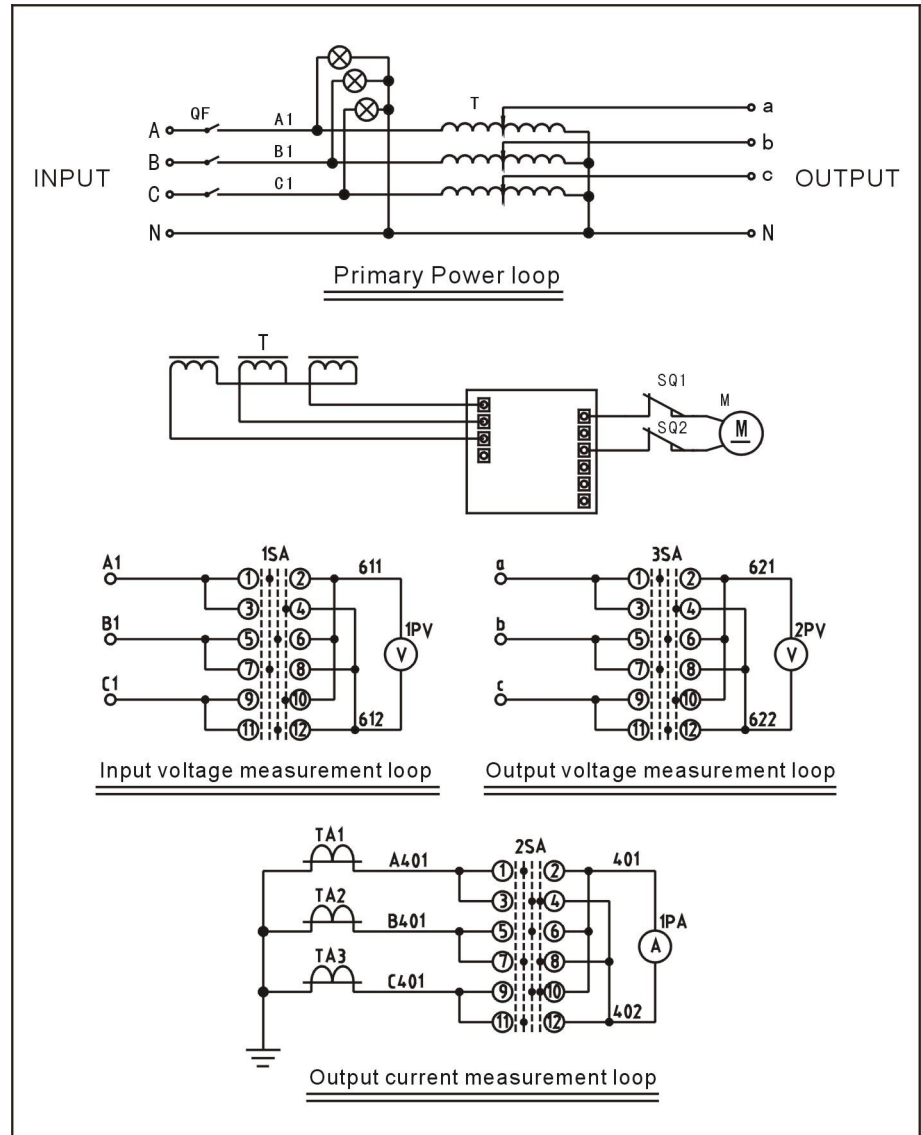 QF A1 T a
A
B1 b
B
INPUT C1 c OUTPUT
C
N N
Primary Power loop
T
SQ1 M
SQ2 M
A1 1SA 611
1 2
3 4
B1 1PV
5 6 V
7 8
C1
9 10
11 12 612
Input voltage measurement loop
a 3SA 621
1 2
3 4
b 2PV
5 6 V
7 8
c
9 10
11 12 622
Output voltage measurement loop
TA1 A401 2SA 401
1 2
3 4
TA2 B401 1PA
5 6 A
7 8
TA3 C401
9 10
11 12 402
Output current measurement loop